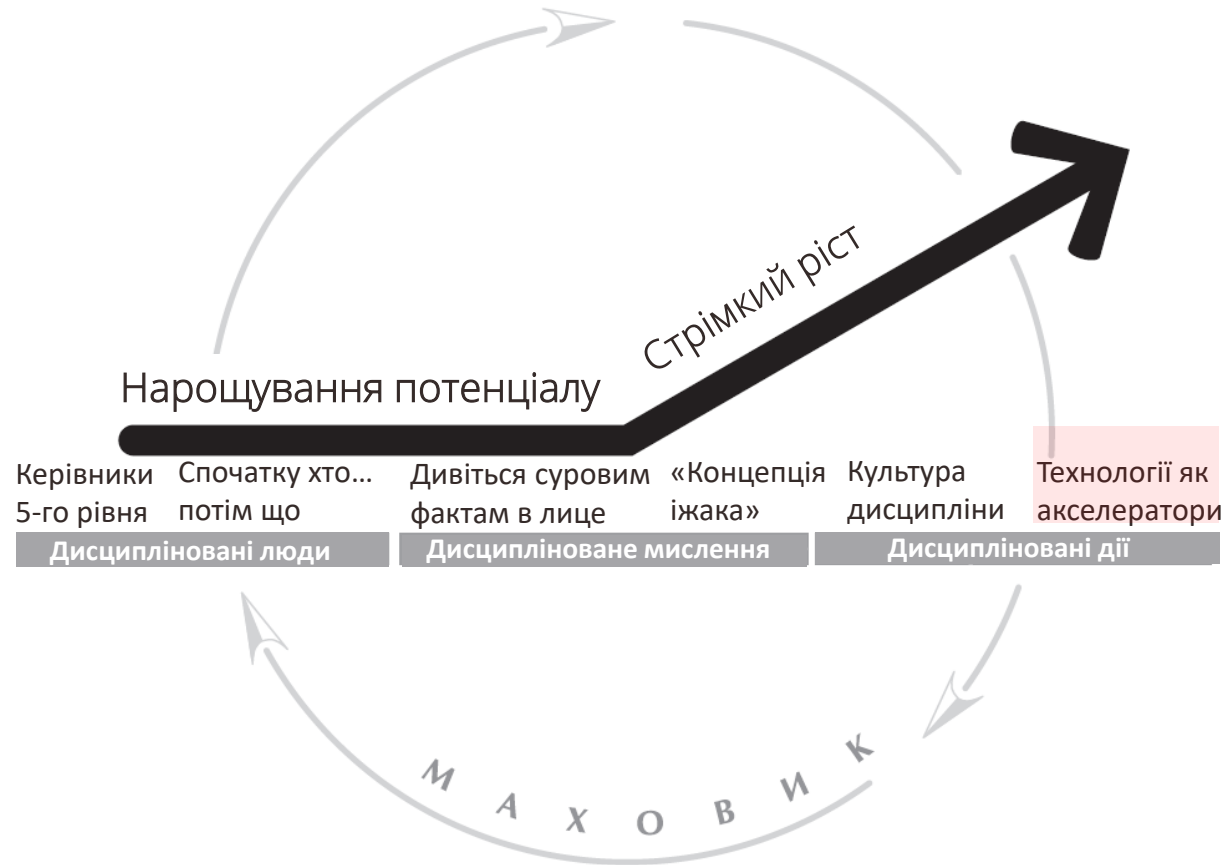 Стрімкий ріст
Нарощування потенціалу
Керівники
5-го рівня
Спочатку хто...
потім що
Дивіться суровим
фактам в лице
«Концепція
іжака»
Культура
дисципліни
Технології як
акселератори
Дисципліновані люди
Дисципліноване мислення
Дисципліновані дії
МАХОВИК